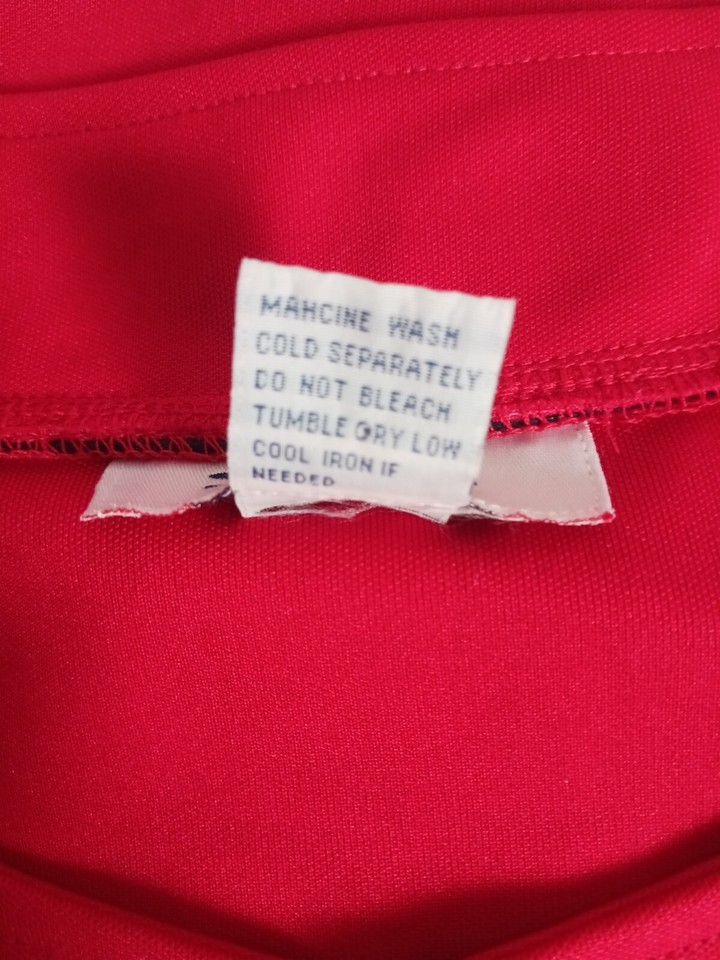 MAHCINE WASH
COLD SEPARATELY
DO NOT BLEACH
TUMBLE DRY LOW
COOL IRON IF
NEEDED